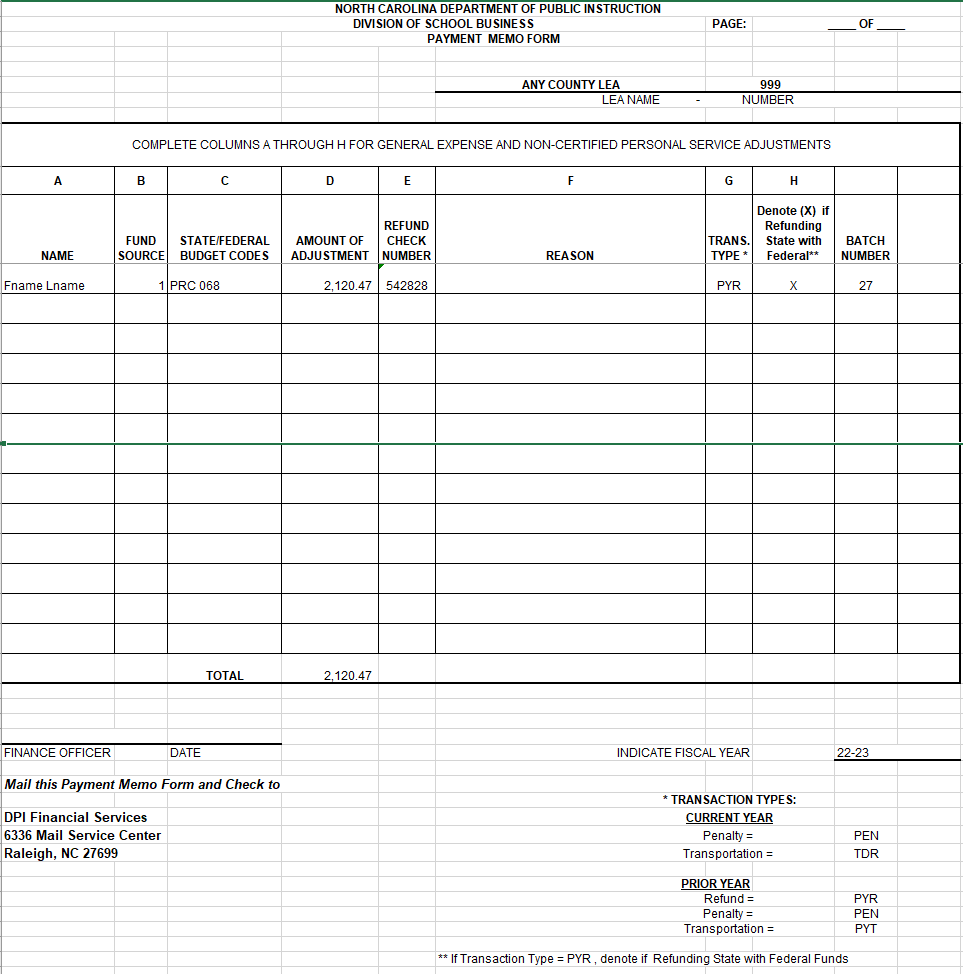 NORTH CAROLINA DEPARTMENT OF PUBLIC INSTRUCTION
DIVISION OF SCHOOL BUSINESS PAGE: ____ OF ____
PAYMENT MEMO FORM
ANY COUNTY LEA 999
LEA NAME - NUMBER
COMPLETE COLUMNS A THROUGH H FOR GENERAL EXPENSE AND NON-CERTIFIED PERSONAL SERVICE ADJUSTMENTS
A B C D E F G H
Denote (X) if
REFUND Refunding
FUND STATE/FEDERAL AMOUNT OF CHECK TRANS. State with BATCH
NAME SOURCE BUDGET CODES ADJUSTMENT NUMBER REASON TYPE * Federal** NUMBER
Fname Lname 1 PRC 068 2,120.47 542828 PYR X 27
TOTAL 2,120.47
FINANCE OFFICER DATE INDICATE FISCAL YEAR 22-23
Mail this Payment Memo Form and Check to
* TRANSACTION TYPES:
DPI Financial Services CURRENT YEAR
6336 Mail Service Center Penalty = PEN
Raleigh, NC 27699 Transportation = TDR
PRIOR YEAR
Refund = PYR
Penalty = PEN
Transportation = PYT
** If Transaction Type = PYR , denote if Refunding State with Federal Funds